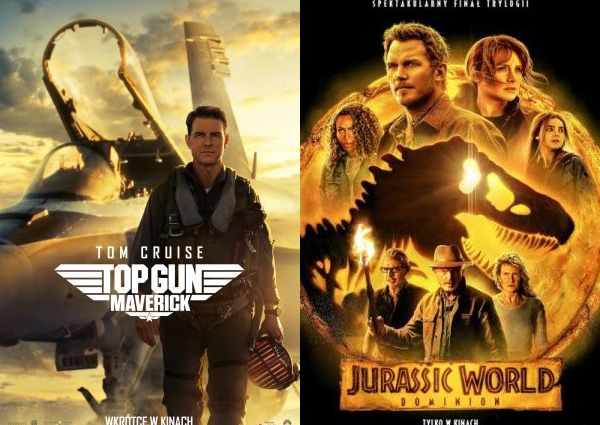 TOM CRUISE
TOP GUN
MAVERICK
WKRÓTCE W KINACH
SPEKTAKULARNY FINAŁ TRYLOGII
JURASSIC WORLD
DOMINION
TYLKO W KINACH